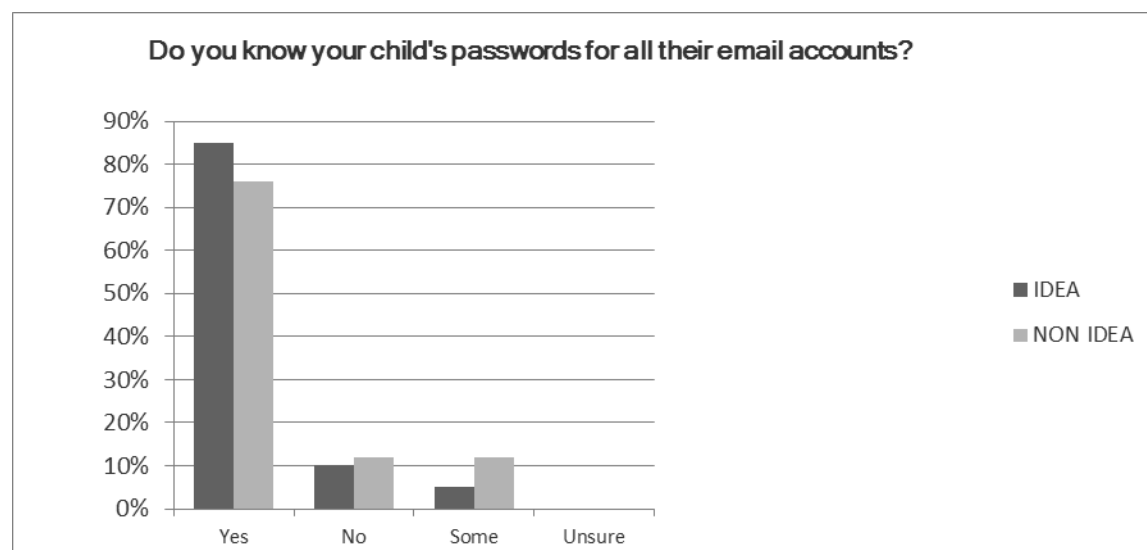 Do you know your child's passwords for all their email accounts?
90%
80%
70%
60%
50%
40%
30%
20%
10%
0%
Yes No Some Unsure
IDEA
NON IDEA